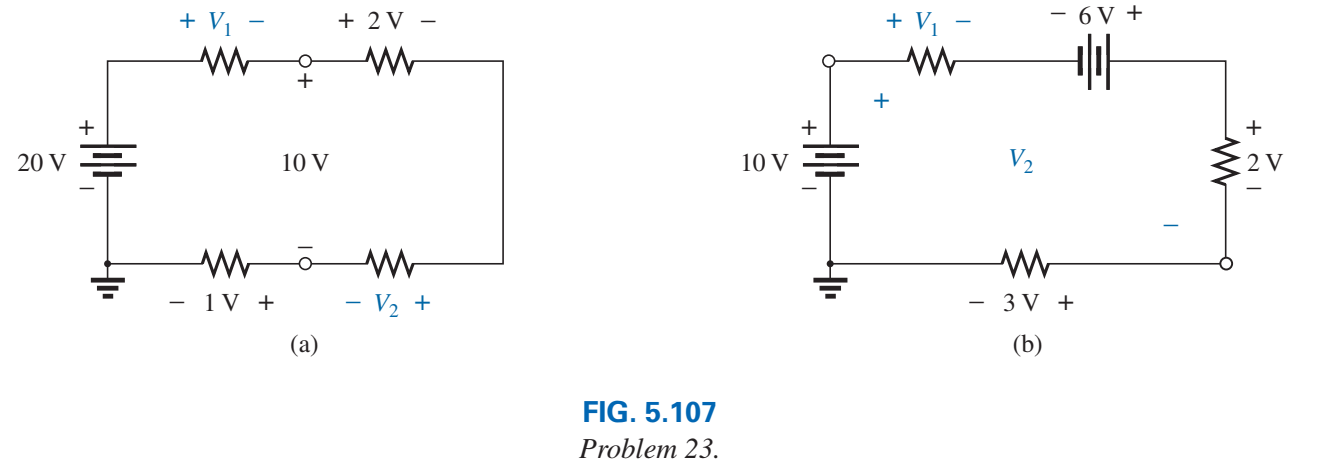 + V1 − + 2 V − + V1 − − 6 V +
+ +
+ + +
20 V 10 V 10 V V2 2 V
− − −
− −
− 1 V + − V2 + − 3 V +
(a) (b)
FIG. 5.107
Problem 23.